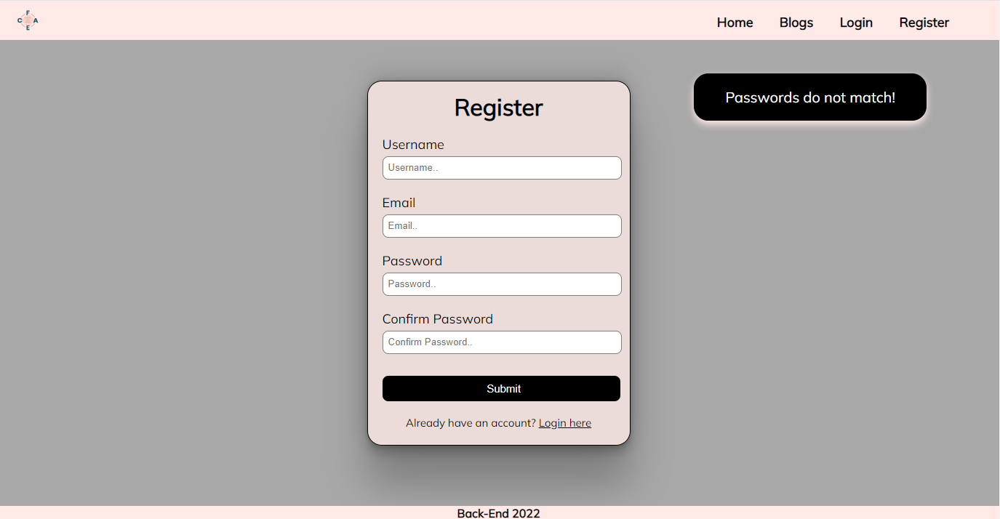 F
C A
E
Home Blogs Login Register
Passwords do not match!
Register
Username
Username..
Email
Email..
Password
Password..
Confirm Password
Confirm Password..
Submit
Already have an account? Login here
Back-End 2022